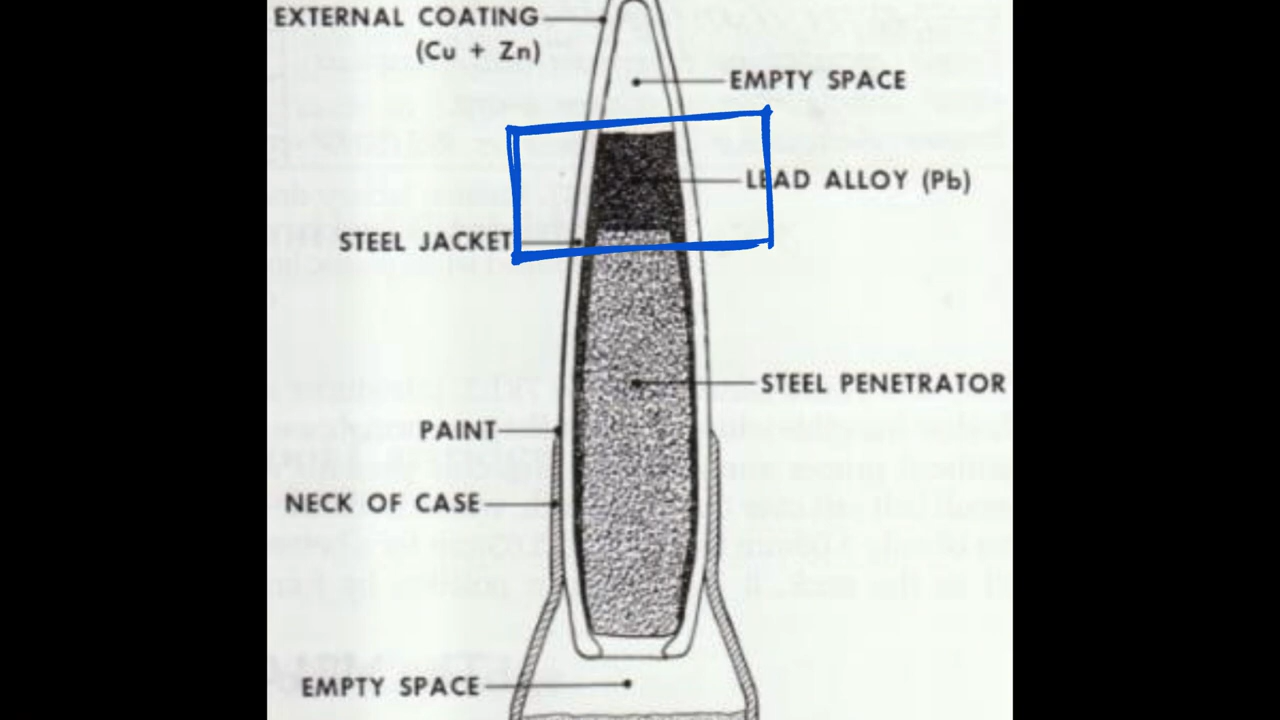 EXTERNAL COATING
(Cu + Zn)
EMPTY SPACE
LEAD ALLOY (Pb)
STEEL JACKET
STEEL PENETRATOR
PAINT
NECK OF CASE
EMPTY SPACE